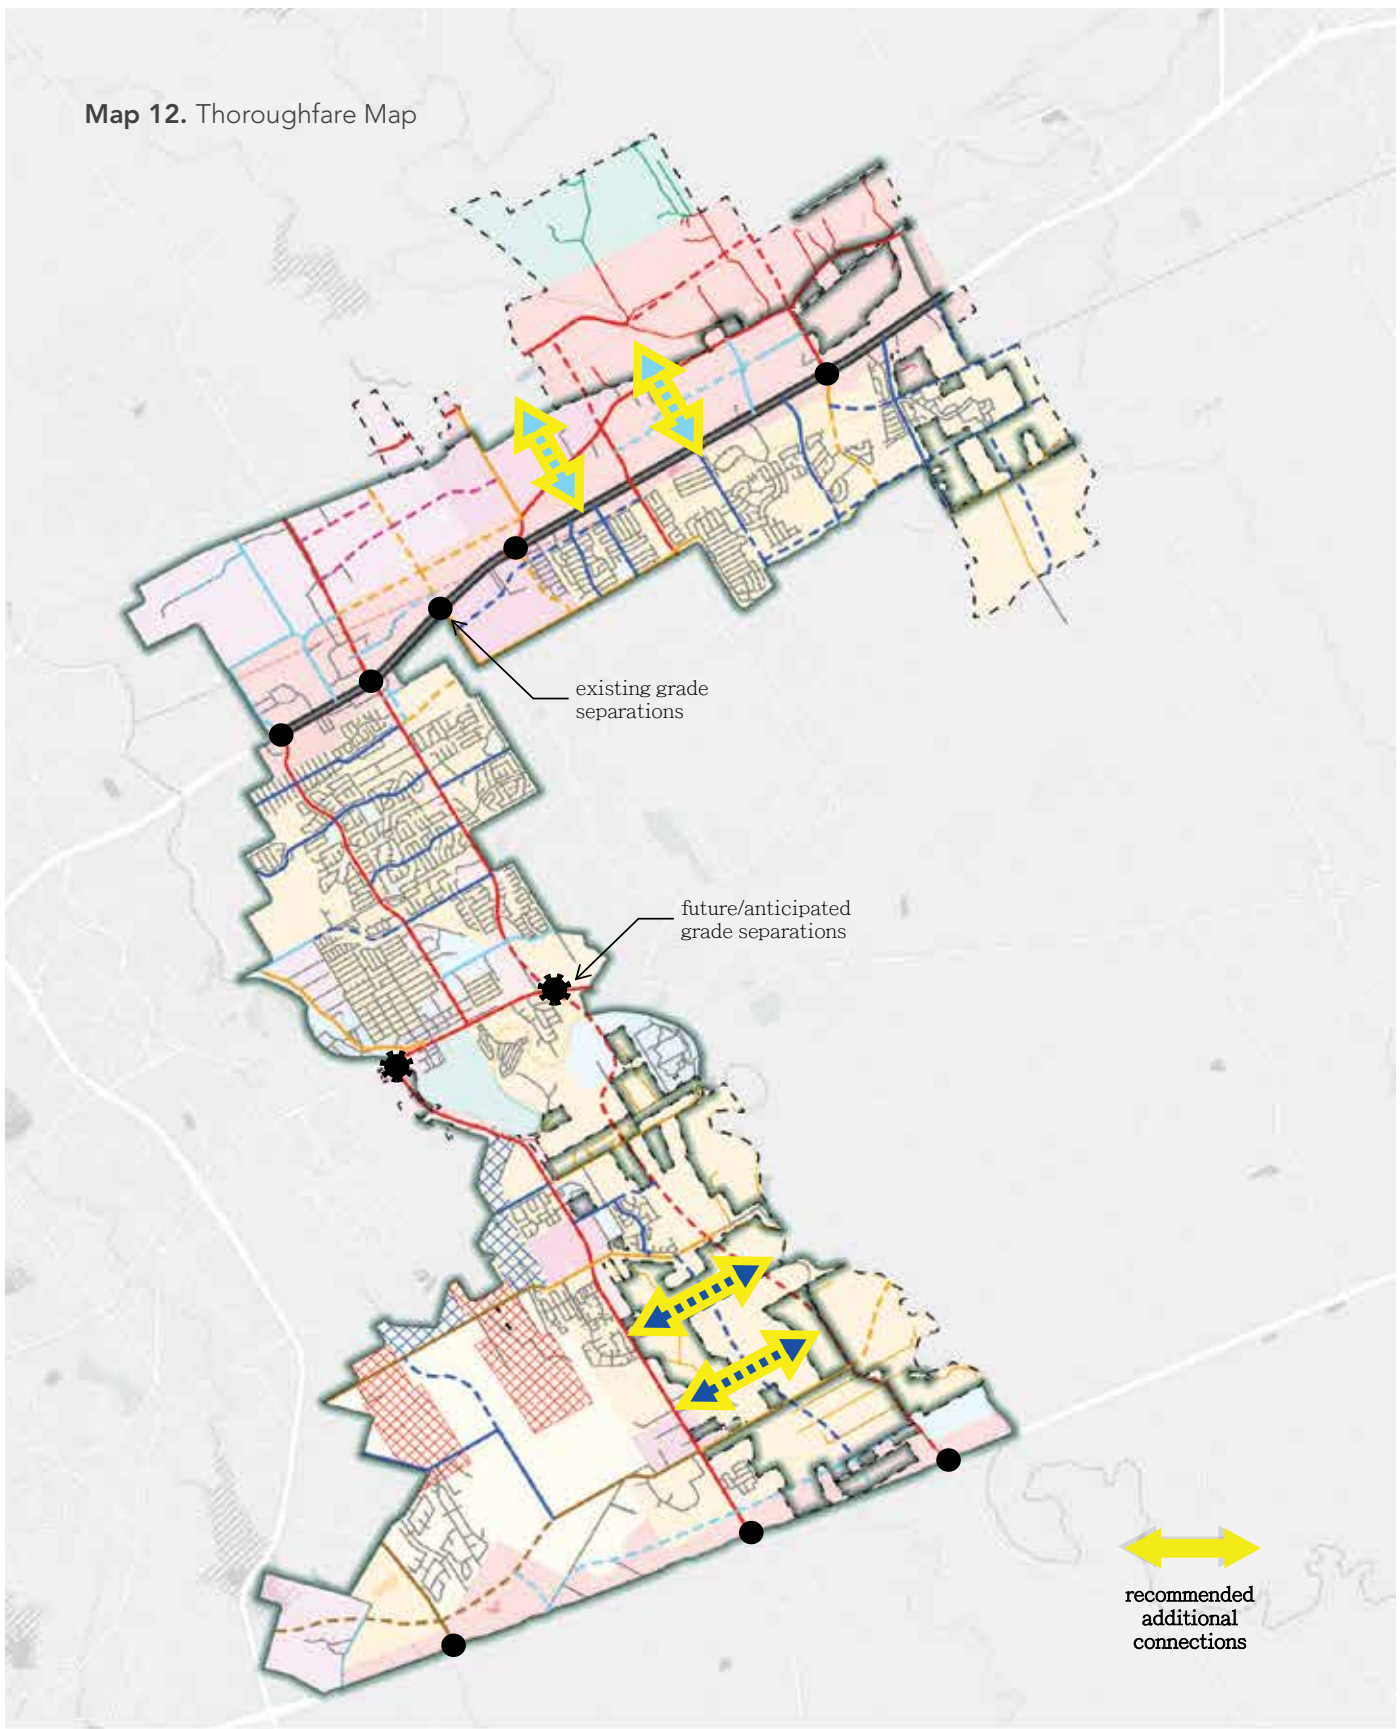 Map 12. Thoroughfare Map
existing grade
separations
future/anticipated
grade separations
recommended
additional
connections